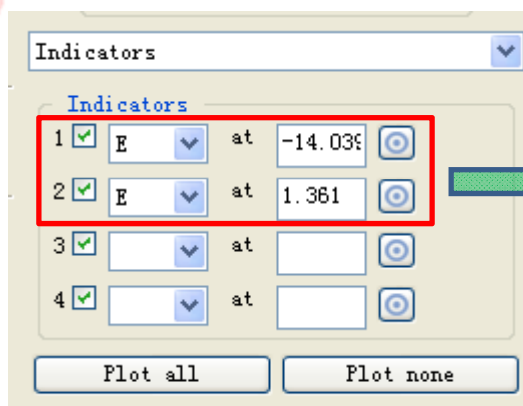 Indicators
Indicators
1 E at -14.039
2 E at 1.361
3 at
4 at
Plot all Plot none